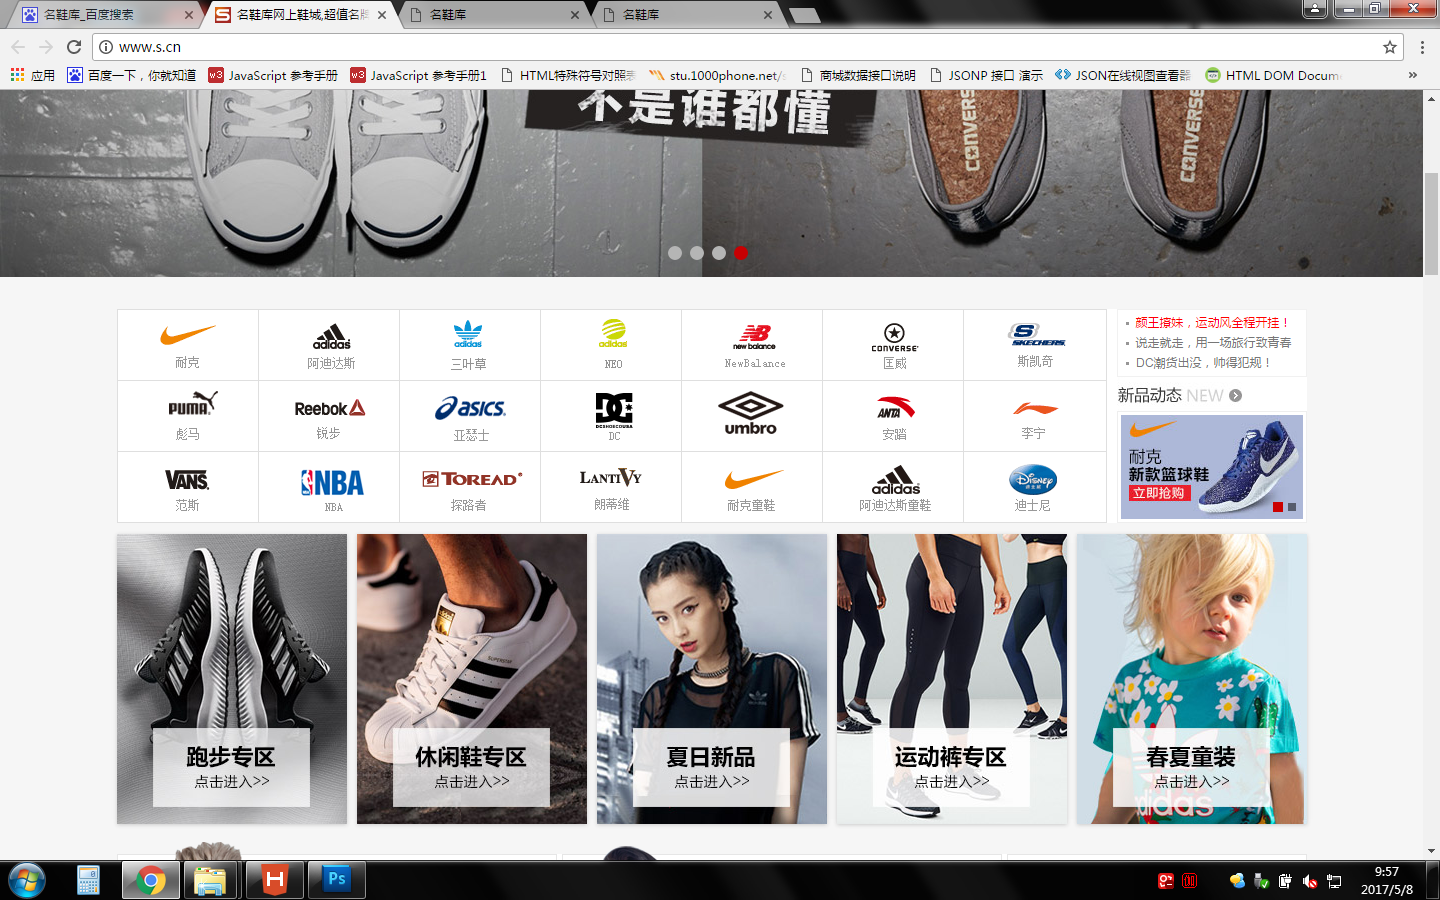 名鞋库_百度搜索
名鞋库网上鞋城,超值名牌
名鞋库
名鞋库
www.s.cn
应用
百度一下，你就知道
JavaScript 参考手册
JavaScript 参考手册1
HTML特殊符号对照表
stu.1000phone.net/s
商城数据接口说明
JSONP 接口 演示
JSON在线视图查看器
HTML DOM Docum
不是谁都懂
CONVERSE
CONVERSE
耐克
adidas
阿迪达斯
adidas
三叶草
adidas
NEO
new balance
NewBalance
CONVERSE
匡威
SKECHERS
斯凯奇
PUMA
彪马
Reebok
锐步
asics
亚瑟士
DC
DCSHOECOUSA
DC
umbro
ANTA
安踏
李宁
VANS
范斯
NBA
NBA
TOREAD
探路者
LANTIVY
朗蒂维
耐克童鞋
adidas
阿迪达斯童鞋
Disney
迪士尼
颜王撩妹，运动风全程开挂！
说走就走，用一场旅行致青春
DC潮货出没，帅得犯规！
新品动态 NEW
耐克
新款篮球鞋
立即抢购
跑步专区
点击进入>>
SUPERSTAR
休闲鞋专区
点击进入>>
adidas
夏日新品
点击进入>>
运动裤专区
点击进入>>
春夏童装
点击进入>>
adidas
Ps
9:57
2017/5/8